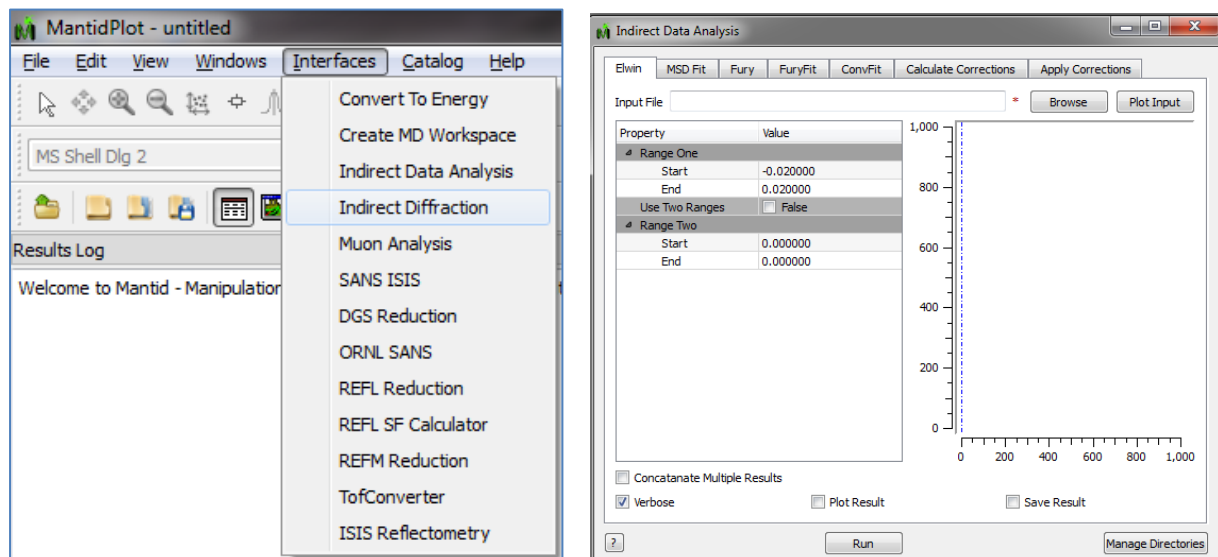 MantidPlot - untitled
File Edit View Windows Interfaces Catalog Help
MS Shell Dlg 2
Results Log
Welcome to Mantid - Manipulation
Convert To Energy
Create MD Workspace
Indirect Data Analysis
Indirect Diffraction
Muon Analysis
SANS ISIS
DGS Reduction
ORNL SANS
REFL Reduction
REFL SF Calculator
REFM Reduction
TofConverter
ISIS Reflectometry
Indirect Data Analysis
Elwin MSD Fit Fury FuryFit ConvFit Calculate Corrections Apply Corrections
Input File * Browse Plot Input
Property Value
Range One
Start -0.020000
End 0.020000
Use Two Ranges False
Range Two
Start 0.000000
End 0.000000
1,000
800
600
400
200
0
0 200 400 600 800 1,000
Concatanate Multiple Results
Verbose Plot Result Save Result
? Run Manage Directories